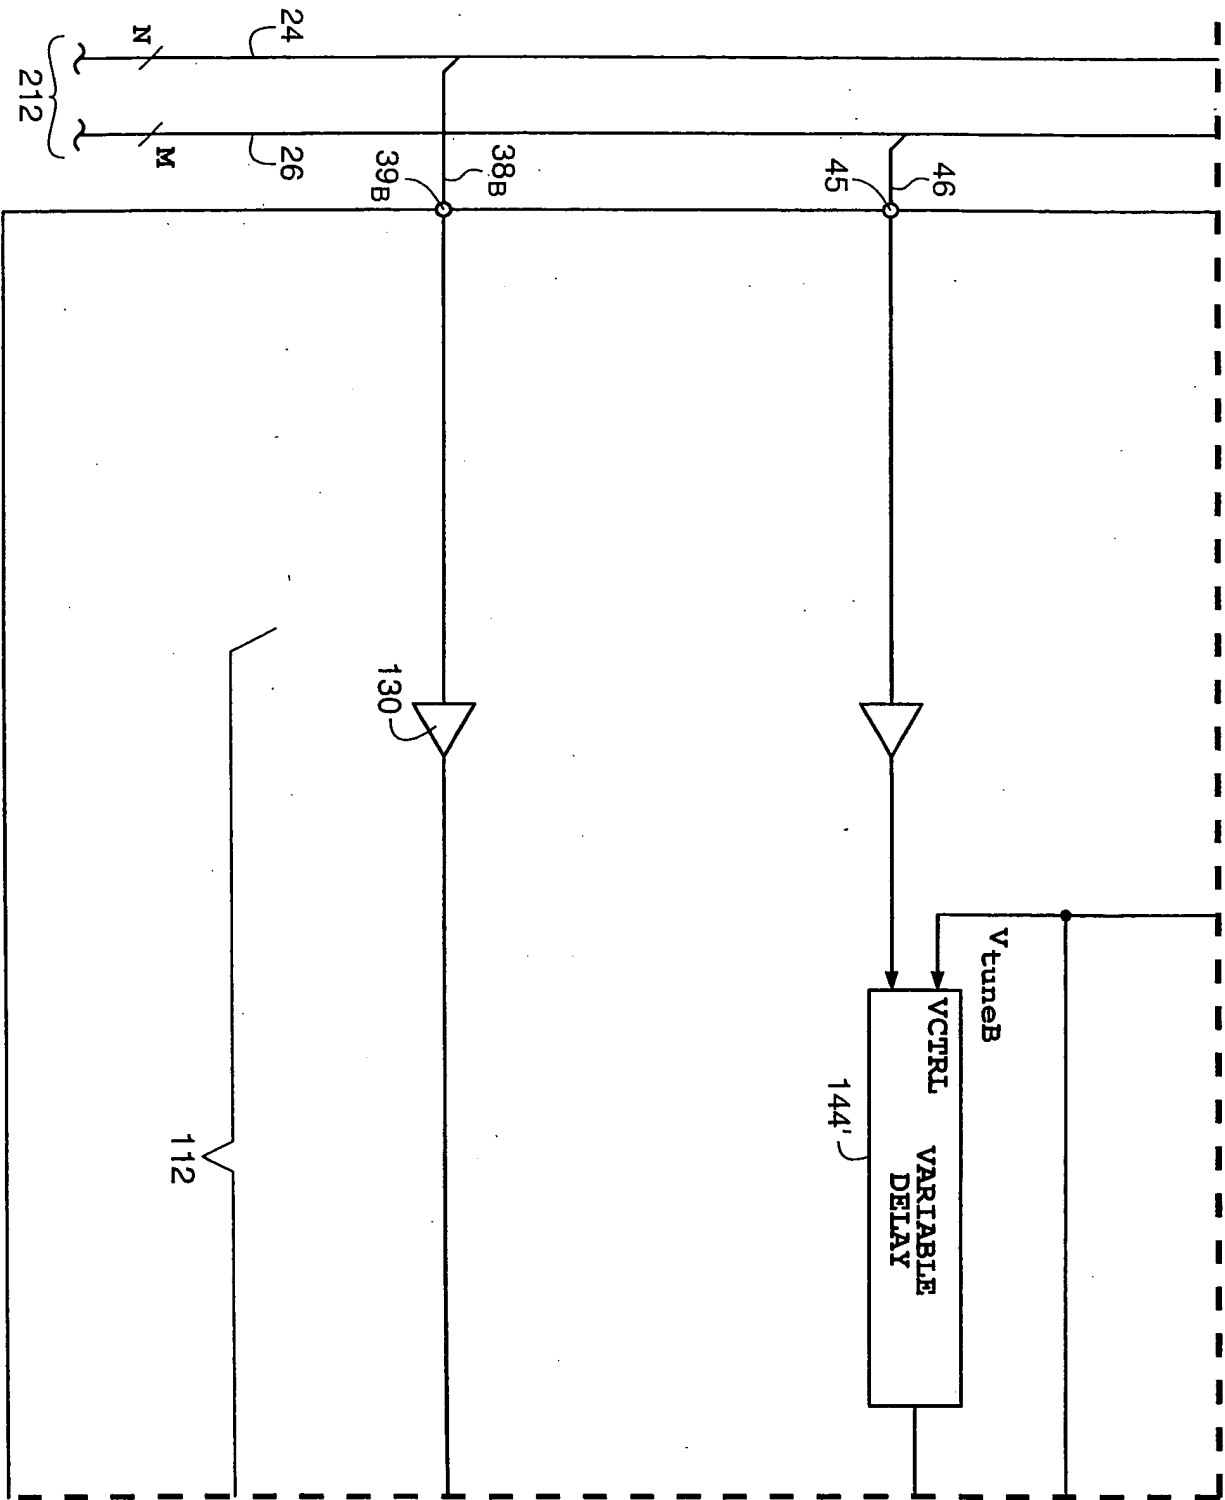 VtuneB
46
VCTRL
VARIABLE
DELAY
45
144'
38B
39B
130
24
26
112
M
N
212